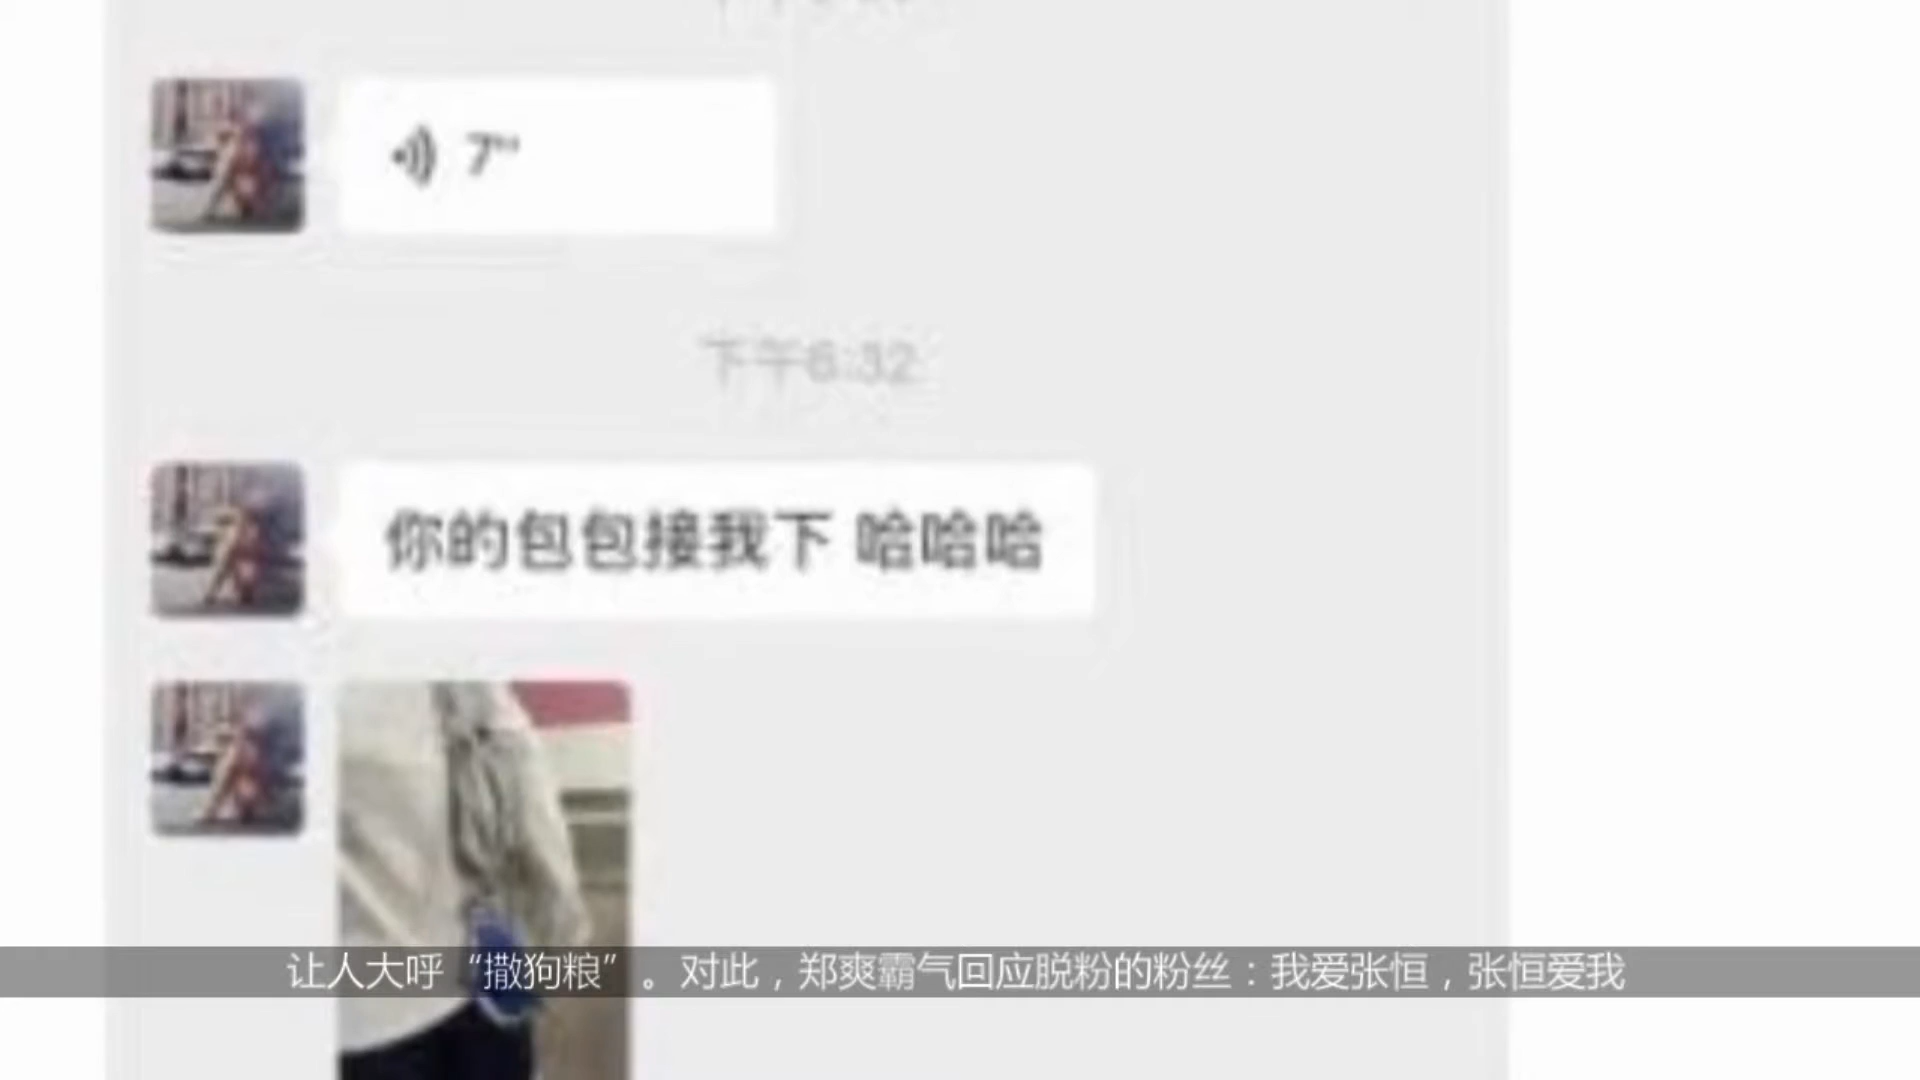 7"
下午6:32
你的包包接我下 哈哈哈
让人大呼“撒狗粮”。对此，郑爽霸气回应脱粉的粉丝：我爱张恒，张恒爱我